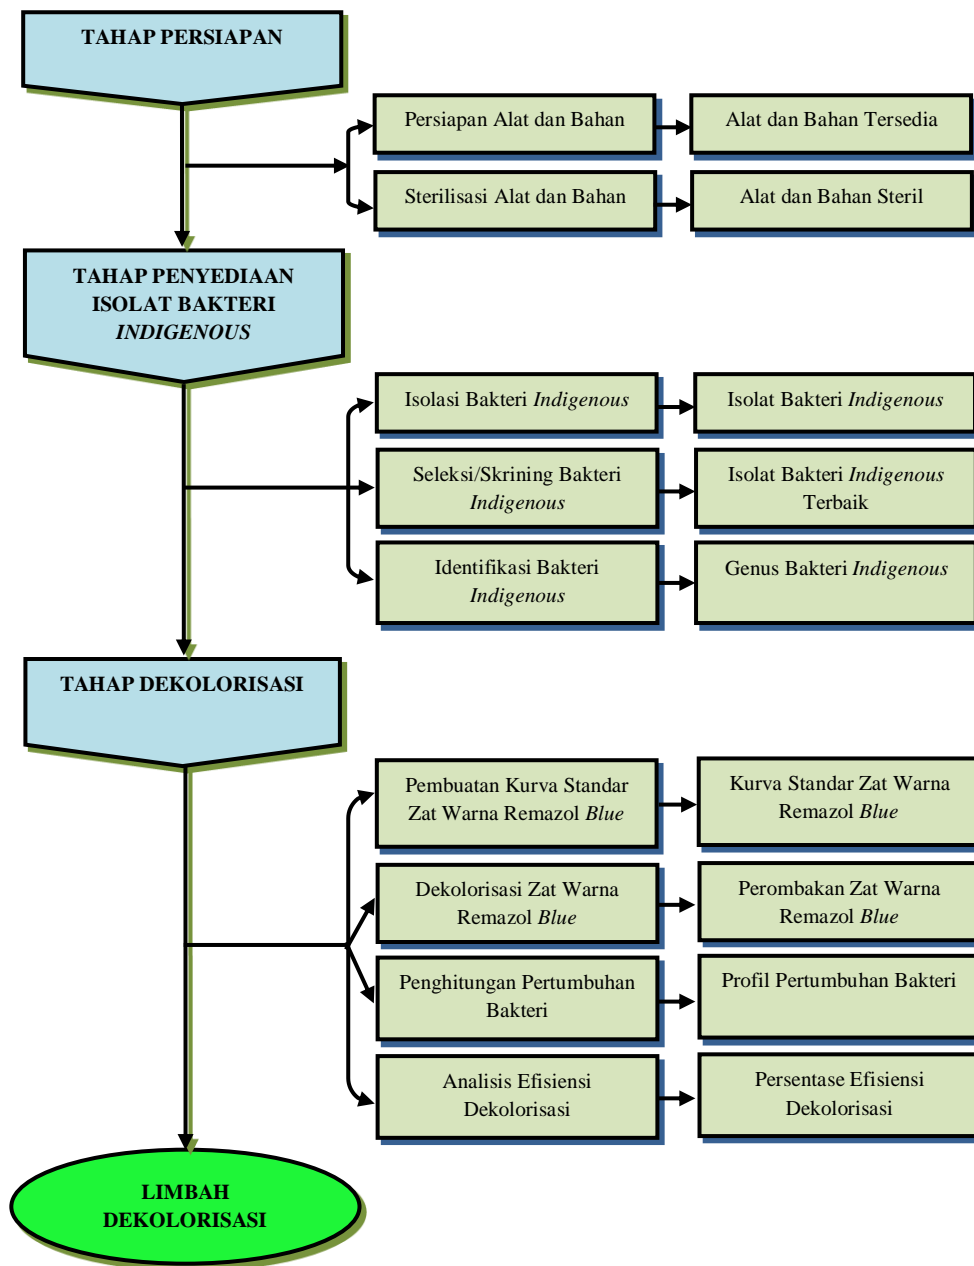 TAHAP PERSIAPAN
Persiapan Alat dan Bahan
Alat dan Bahan Tersedia
Sterilisasi Alat dan Bahan
Alat dan Bahan Steril
TAHAP PENYEDIAAN
ISOLAT BAKTERI
INDIGENOUS
Isolasi Bakteri Indigenous
Isolat Bakteri Indigenous
Seleksi/Skrining Bakteri
Indigenous
Isolat Bakteri Indigenous
Terbaik
Identifikasi Bakteri
Indigenous
Genus Bakteri Indigenous
TAHAP DEKOLORISASI
Pembuatan Kurva Standar
Zat Warna Remazol Blue
Kurva Standar Zat Warna
Remazol Blue
Dekolorisasi Zat Warna
Remazol Blue
Perombakan Zat Warna
Remazol Blue
Penghitungan Pertumbuhan
Bakteri
Profil Pertumbuhan Bakteri
Analisis Efisiensi
Dekolorisasi
Persentase Efisiensi
Dekolorisasi
LIMBAH
DEKOLORISASI